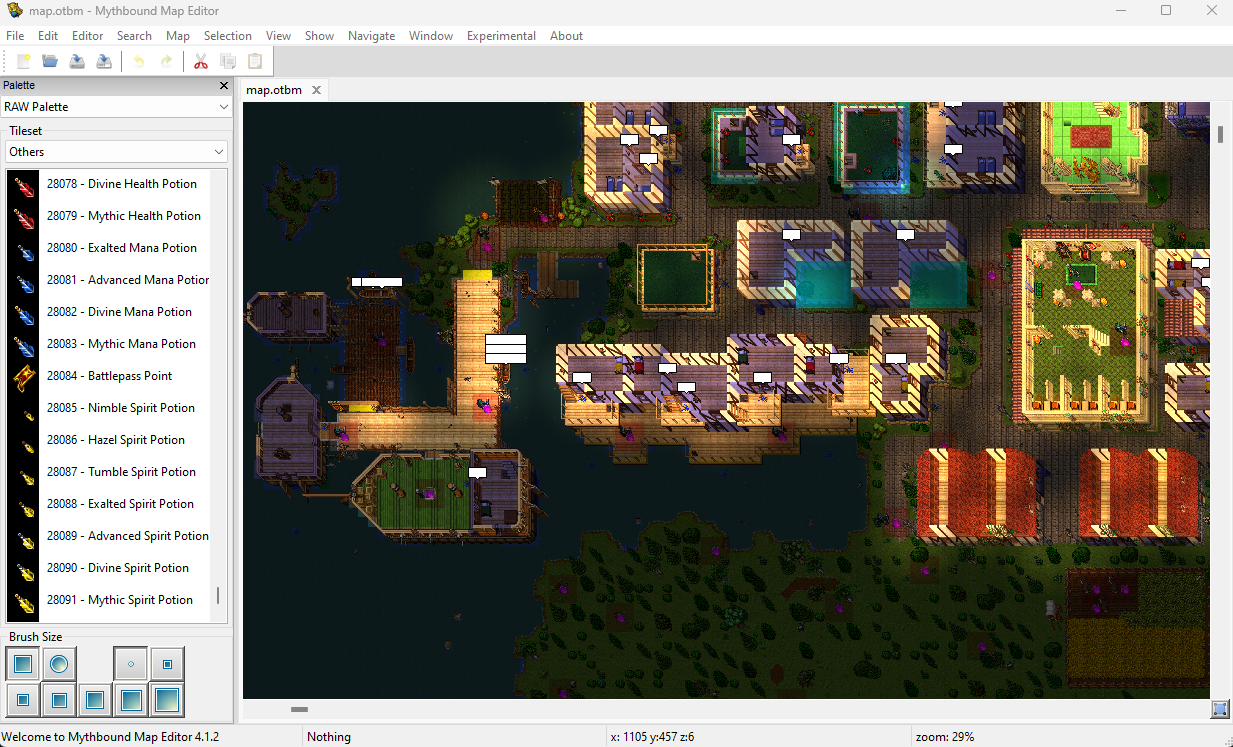 map.otbm - Mythbound Map Editor
File Edit Editor Search Map Selection View Show Navigate Window Experimental About
Palette
RAW Palette
Tileset
Others
28078 - Divine Health Potion
28079 - Mythic Health Potion
28080 - Exalted Mana Potion
28081 - Advanced Mana Potion
28082 - Divine Mana Potion
28083 - Mythic Mana Potion
28084 - Battlepass Point
28085 - Nimble Spirit Potion
28086 - Hazel Spirit Potion
28087 - Tumble Spirit Potion
28088 - Exalted Spirit Potion
28089 - Advanced Spirit Potion
28090 - Divine Spirit Potion
28091 - Mythic Spirit Potion
Brush Size
map.otbm
Welcome to Mythbound Map Editor 4.1.2
Nothing
x: 1105 y:457 z:6
zoom: 29%